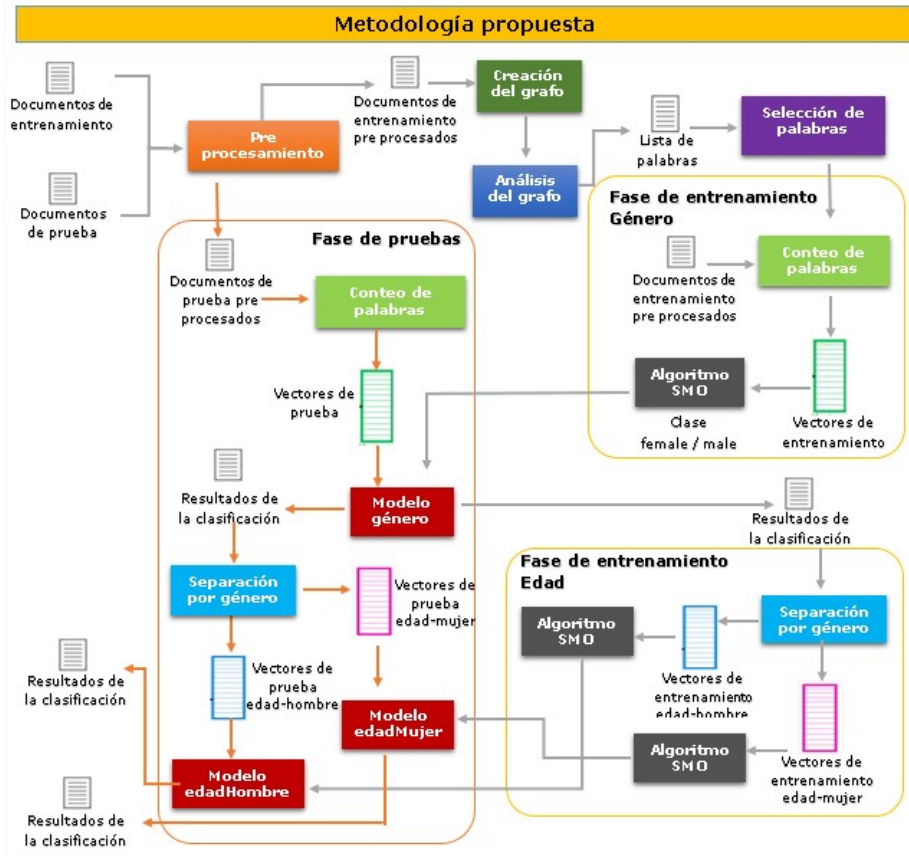 Metodología propuesta
Documentos de
entrenamiento
Documentos
de prueba
Pre
procesamiento
Documentos de
entrenamiento
pre procesados
Creación
del grafo
Análisis
del grafo
Lista de
palabras
Selección de
palabras
Fase de entrenamiento
Género
Conteo de
palabras
Documentos de
entrenamiento
pre procesados
Algoritmo
SMO
Clase
female / male
Vectores de
entrenamiento
Fase de pruebas
Documentos de
prueba pre
procesados
Conteo de
palabras
Vectores de
prueba
Modelo
género
Resultados de
la clasificación
Separación
por género
Vectores de
prueba
edad-mujer
Vectores de
prueba
edad-hombre
Modelo
edadMujer
Modelo
edadHombre
Resultados de
la clasificación
Resultados de
la clasificación
Resultados de
la clasificación
Fase de entrenamiento
Edad
Separación
por género
Algoritmo
SMO
Vectores de
entrenamiento
edad-hombre
Algoritmo
SMO
Vectores de
entrenamiento
edad-mujer